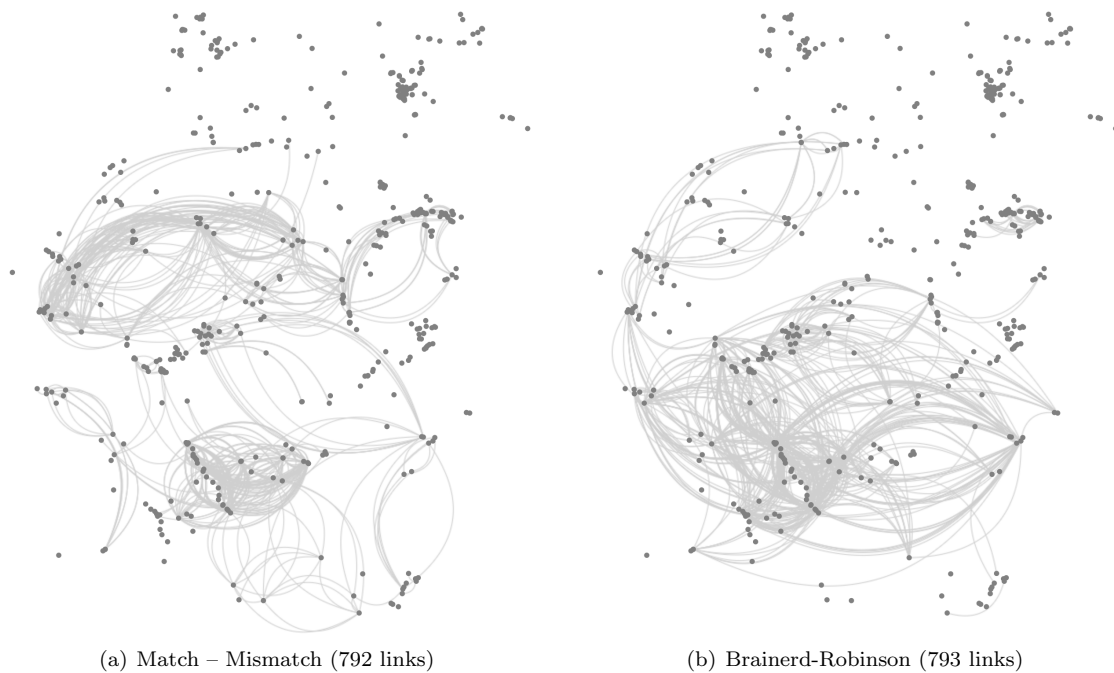 (a) Match – Mismatch (792 links)
(b) Brainerd-Robinson (793 links)